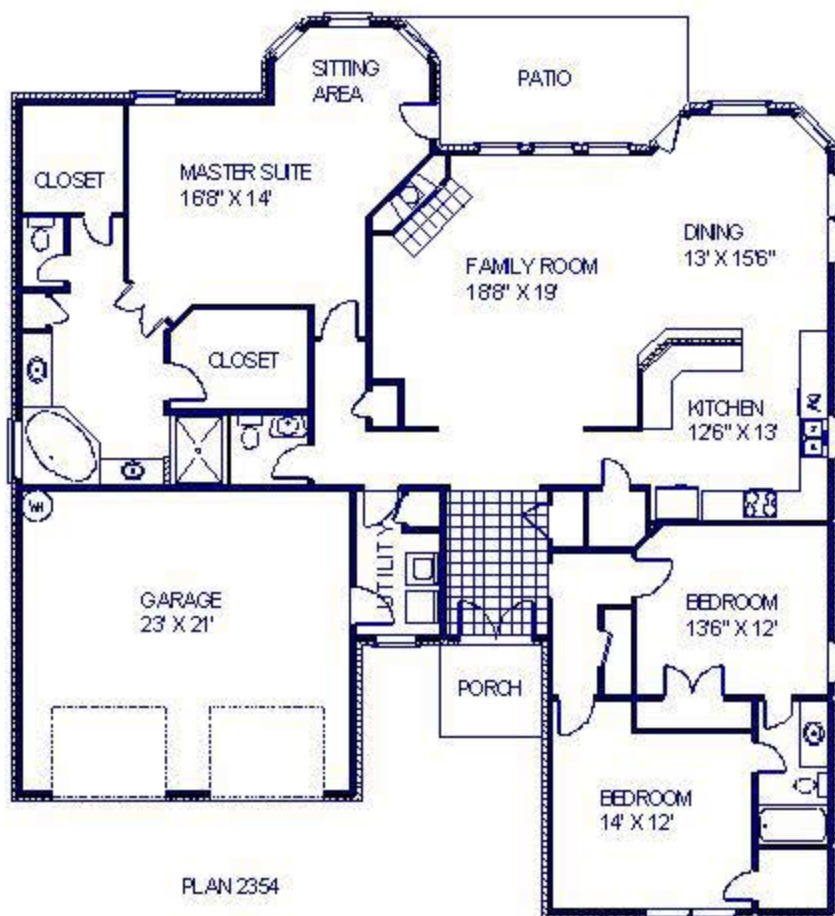 SITTING
AREA
PATIO
CLOSET
MASTER SUITE
16'8" X 14'
DINING
13' X 15'6"
FAMILY ROOM
18'8" X 19'
CLOSET
KITCHEN
12'6" X 13'
WH
UTILITY
GARAGE
23' X 21'
BEDROOM
13'6" X 12'
PORCH
BEDROOM
14' X 12'
PLAN 2354